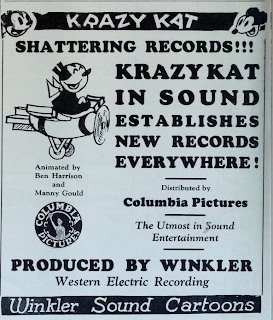 KRAZY KAT
SHATTERING RECORDS!!!
KRAZY KAT
IN SOUND
ESTABLISHES
NEW RECORDS
EVERYWHERE!
Animated by
Ben Harrison
and
Manny Gould
COLUMBIA
PICTURES
Distributed by
Columbia Pictures
The Utmost in Sound
Entertainment
PRODUCED BY WINKLER
Western Electric Recording
Winkler Sound Cartoons